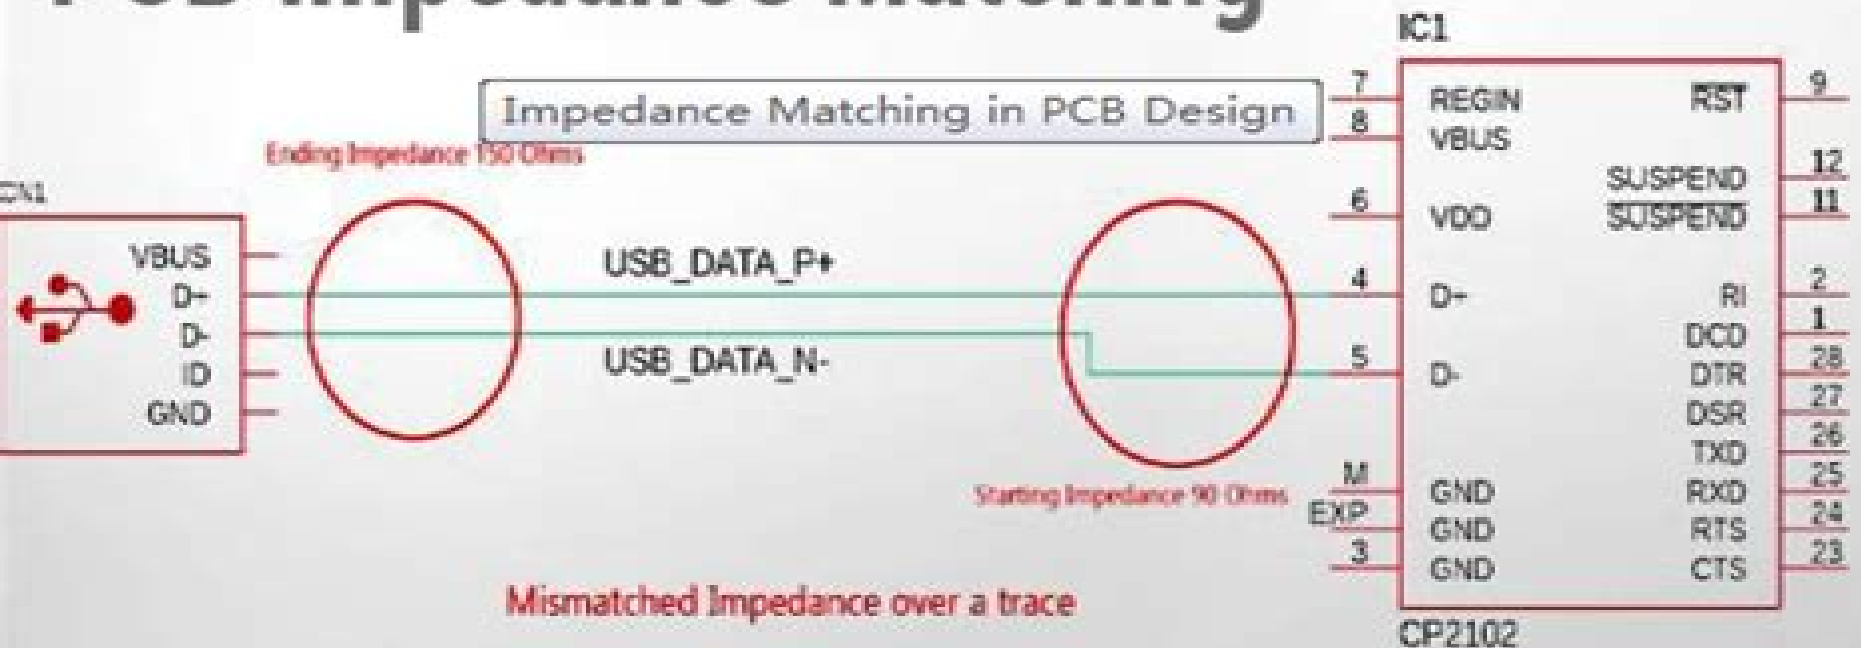 PCB Impedance Matching
IC1
Impedance Matching in PCB Design
Ending Impedance 150 Ohms
CN1
VBUS
D+
D-
ID
GND
USB_DATA_P+
USB_DATA_N-
Starting Impedance 90 Ohms
Mismatched Impedance over a trace
7 REGIN RST 9
8 VBUS
SUSPEND 12
6 VDD SUSPEND 11
4 D+ RI 2
DCD 1
5 D- DTR 28
DSR 27
TXD 26
M GND RXD 25
EXP GND RTS 24
3 GND CTS 23
CP2102